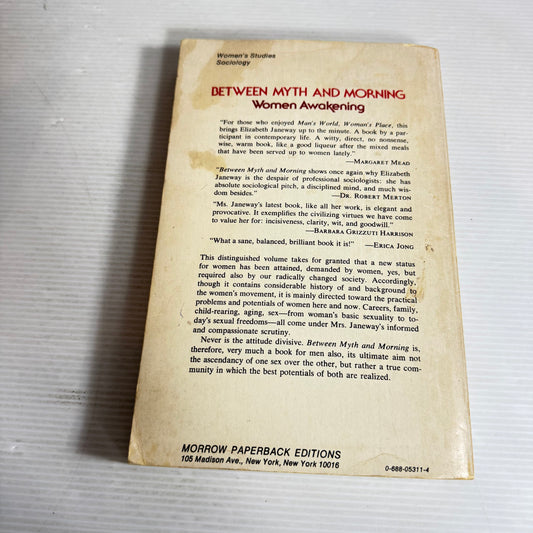 Women's Studies
Sociology
BETWEEN MYTH AND MORNING
Women Awakening
"For those who enjoyed Man's World, Woman's Place, this
brings Elizabeth Janeway up to the minute. A book by a par-
ticipant in contemporary life. A witty, direct, no nonsense,
wise, warm book, like a good liqueur after the mixed meals
that have been served up to women lately."
—MARGARET MEAD
"Between Myth and Morning shows once again why Elizabeth
Janeway is the despair of professional sociologists: she has
absolute sociological pitch, a disciplined mind, and much wis-
dom besides."
—DR. ROBERT MERTON
"Ms. Janeway's latest book, like all her work, is elegant and
provocative. It exemplifies the civilizing virtues we have come
to value her for: incisiveness, clarity, wit, and goodwill."
—BARBARA GRIZZUTI HARRISON
"What a sane, balanced, brilliant book it is!" —ERICA JONG
This distinguished volume takes for granted that a new status
for women has been attained, demanded by women, yes, but
required also by our radically changed society. Accordingly,
though it contains considerable history of and background to
the women's movement, it is mainly directed toward the practical
problems and potentials of women here and now. Careers, family,
child-rearing, aging, sex—from woman's basic sexuality to to-
day's sexual freedoms—all come under Mrs. Janeway's informed
and compassionate scrutiny.
Never is the attitude divisive. Between Myth and Morning is,
therefore, very much a book for men also, its ultimate aim not
the ascendancy of one sex over the other, but rather a true com-
munity in which the best potentials of both are realized.
MORROW PAPERBACK EDITIONS
105 Madison Ave., New York, New York 10016
0-688-05311-4